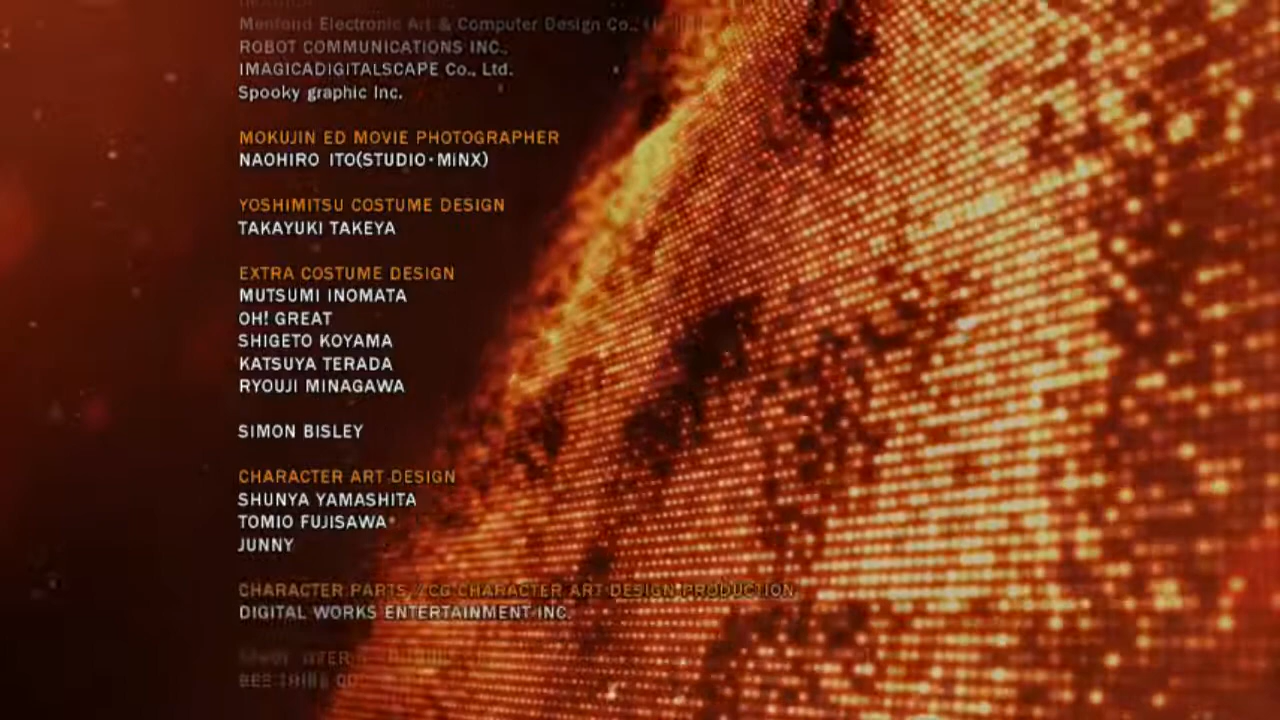 Menfond Electronic Art & Computer Design Co.,
ROBOT COMMUNICATIONS INC.
IMAGICADIGITALSCAPE Co., Ltd.
Spooky graphic Inc.
MOKUJIN ED MOVIE PHOTOGRAPHER
NAOHIRO ITO(STUDIO·MiNX)
YOSHIMITSU COSTUME DESIGN
TAKAYUKI TAKEYA
EXTRA COSTUME DESIGN
MUTSUMI INOMATA
OH! GREAT
SHIGETO KOYAMA
KATSUYA TERADA
RYOUJI MINAGAWA
SIMON BISLEY
CHARACTER ART DESIGN
SHUNYA YAMASHITA
TOMIO FUJISAWA
JUNNY
CHARACTER PARTS //CG CHARACTER ART DESIGN PRODUCTION
DIGITAL WORKS ENTERTAINMENT INC.